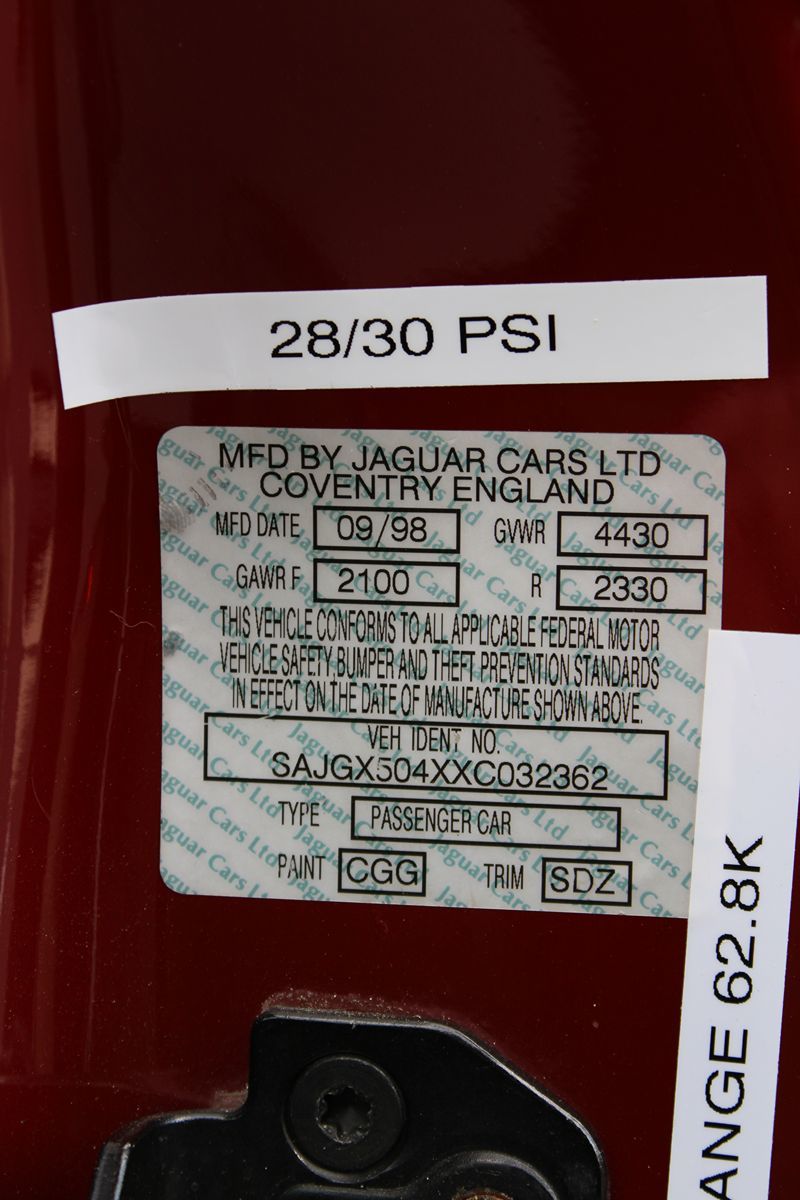 28/30 PSI
MFD BY JAGUAR CARS LTD
COVENTRY ENGLAND
MFD DATE 09/98 GVWR 4430
GAWR F 2100 R 2330
THIS VEHICLE CONFORMS TO ALL APPLICABLE FEDERAL MOTOR
VEHICLE SAFETY, BUMPER AND THEFT PREVENTION STANDARDS
IN EFFECT ON THE DATE OF MANUFACTURE SHOWN ABOVE.
VEH IDENT NO.
SAJGX504XXC032362
TYPE PASSENGER CAR
PAINT CGG TRIM SDZ
ANGE 62.8K